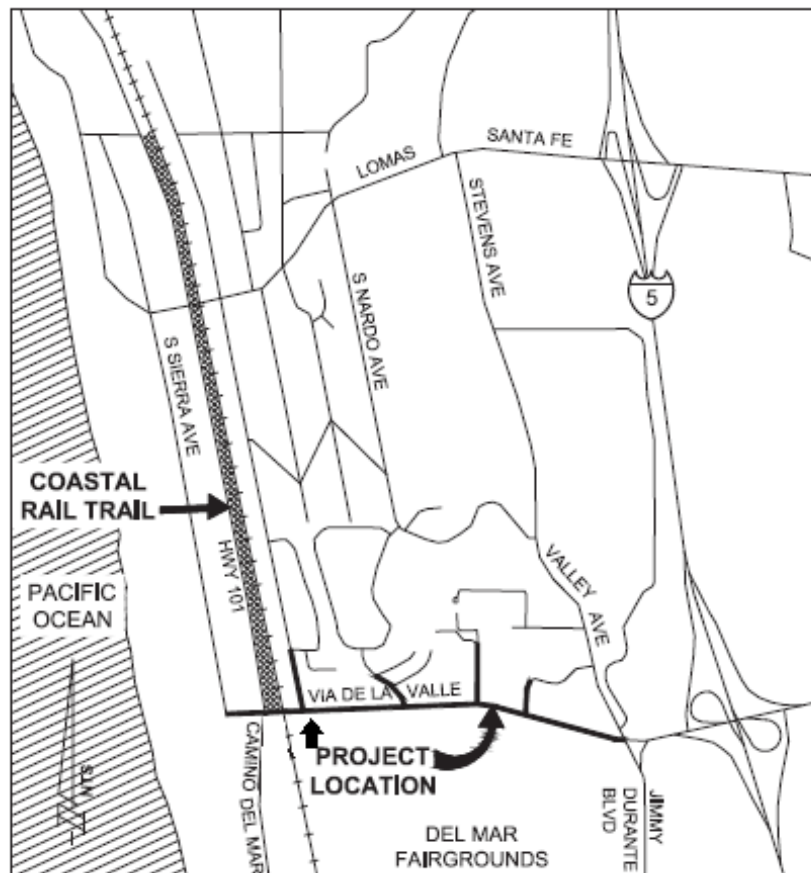 SANTA FE
LOMAS
STEVENS AVE
5
S NARDO AVE
S SIERRA AVE
COASTAL
RAIL TRAIL
HWY 101
VALLEY AVE
PACIFIC
OCEAN
VIA DE LA VALLE
PROJECT
LOCATION
CAMINO DEL MAR
JIMMY
DURANTE
BLVD
NTS
DEL MAR
FAIRGROUNDS